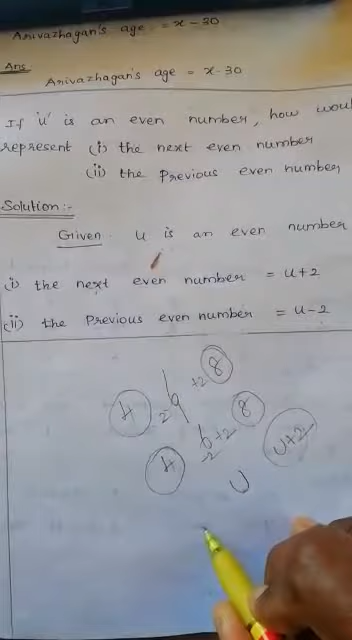 Arivazhagan's age = x - 30
Ans
Arivazhagan's age = x - 30
If 'u' is an even number, how woul
represent (i) the next even number
(ii) the previous even number
Solution :-
Given u is an even number
(i) the next even number = u+2
(ii) the Previous even number = u-2
+2 8
4 -2
6+2 8
4 -2
u+2
U